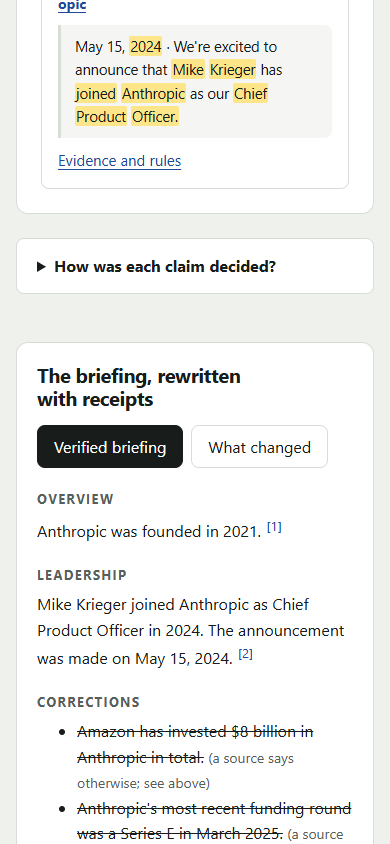 opic
May 15, 2024 · We're excited to
announce that Mike Krieger has
joined Anthropic as our Chief
Product Officer.
Evidence and rules
▶ How was each claim decided?
The briefing, rewritten
with receipts
Verified briefing
What changed
OVERVIEW
Anthropic was founded in 2021. [1]
LEADERSHIP
Mike Krieger joined Anthropic as Chief
Product Officer in 2024. The announcement
was made on May 15, 2024. [2]
CORRECTIONS
• Amazon has invested $8 billion in
Anthropic in total. (a source says
otherwise; see above)
• Anthropic's most recent funding round
was a Series E in March 2025. (a source